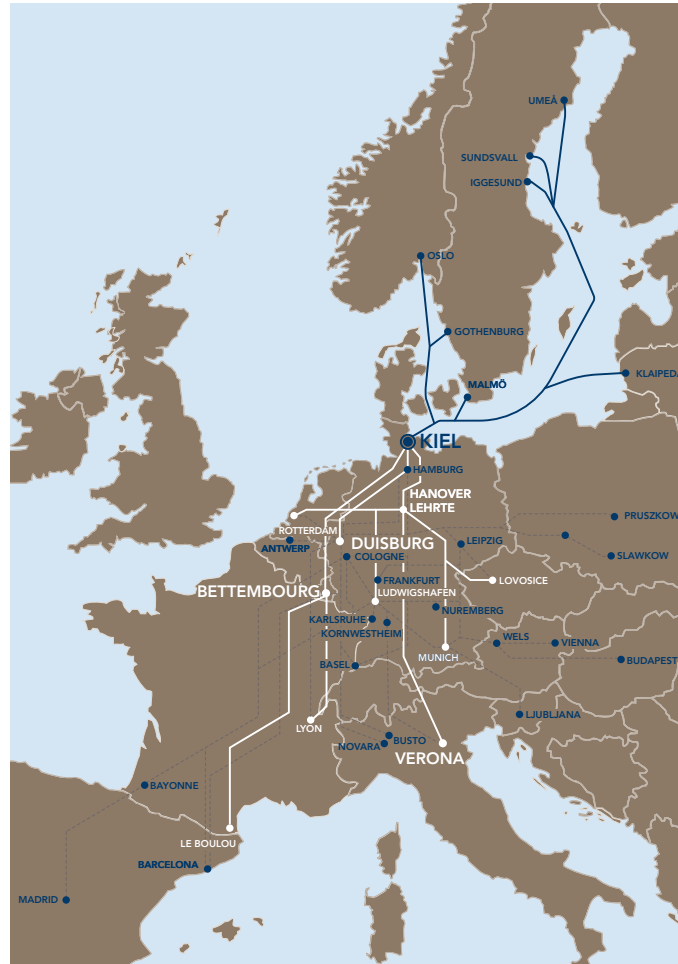 UMEÅ
SUNDSVALL
IGGESUND
OSLO
GOTHENBURG
KLAIPEDA
MALMÖ
KIEL
HAMBURG
HANOVER
LEHRTE
PRUSZKOW
ROTTERDAM
DUISBURG
LEIPZIG
ANTWERP
COLOGNE
SLAWKOW
FRANKFURT
LOVOSICE
BETTEMBOURG
LUDWIGSHAFEN
NUREMBERG
KARLSRUHE
KORNWESTHEIM
WELS
VIENNA
MUNICH
BASEL
BUDAPEST
LJUBLJANA
LYON
BUSTO
NOVARA
VERONA
BAYONNE
LE BOULOU
BARCELONA
MADRID